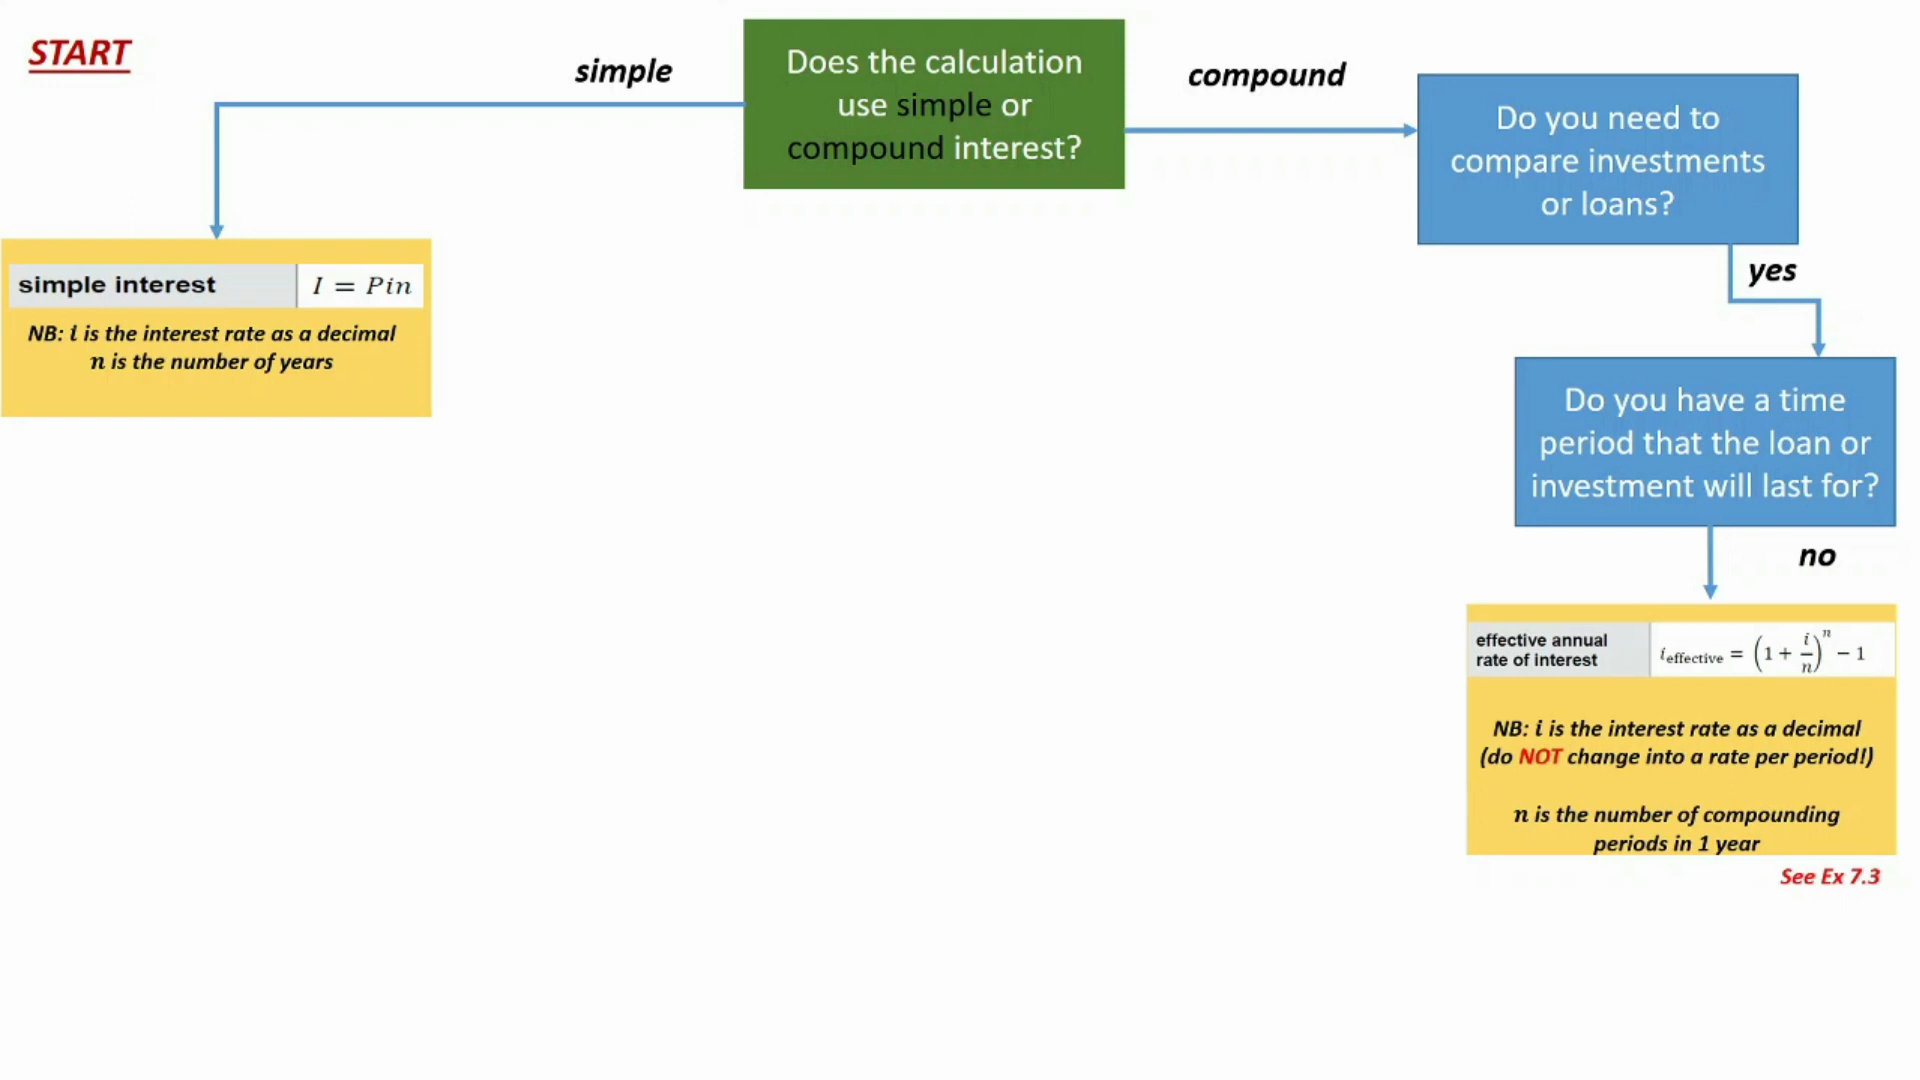 START
simple
Does the calculation
use simple or
compound interest?
compound
Do you need to
compare investments
or loans?
yes
simple interest
I = Pin
NB: i is the interest rate as a decimal
n is the number of years
Do you have a time
period that the loan or
investment will last for?
no
effective annual
rate of interest
i_effective = (1 + i/n)^n − 1
NB: i is the interest rate as a decimal
(do NOT change into a rate per period!)
n is the number of compounding
periods in 1 year
See Ex 7.3